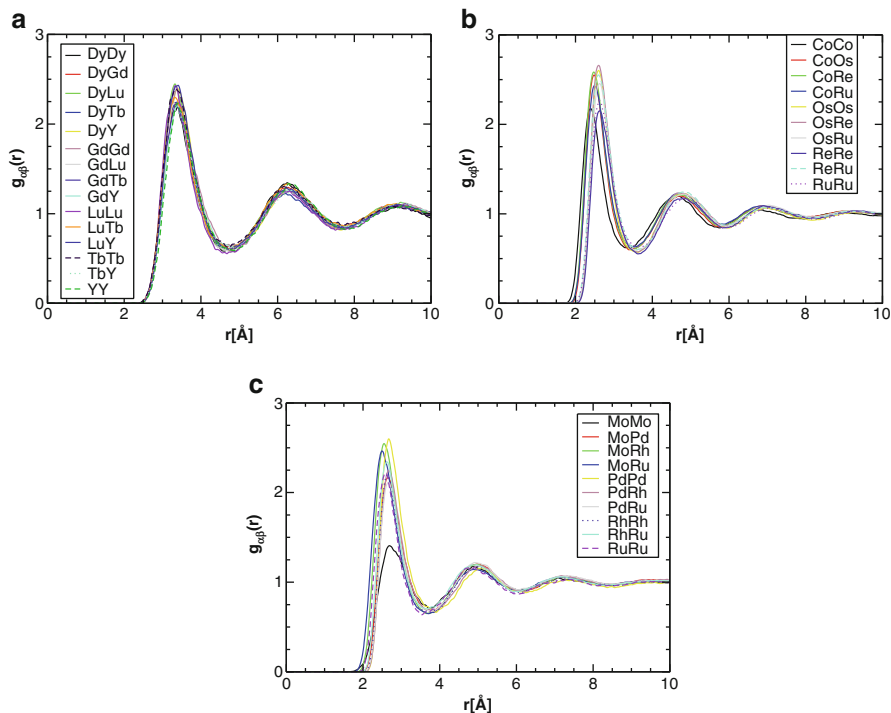 a
3
2
1
0
0
2
4
6
8
10
gαβ(r)
r[Å]
DyDy
DyGd
DyLu
DyTb
DyY
GdGd
GdLu
GdTb
GdY
LuLu
LuTb
LuY
TbTb
TbY
YY
b
3
2
1
0
0
2
4
6
8
10
gαβ(r)
r[Å]
CoCo
CoOs
CoRe
CoRu
OsOs
OsRe
OsRu
ReRe
ReRu
RuRu
c
3
2
1
0
0
2
4
6
8
10
gαβ(r)
r[Å]
MoMo
MoPd
MoRh
MoRu
PdPd
PdRh
PdRu
RhRh
RhRu
RuRu